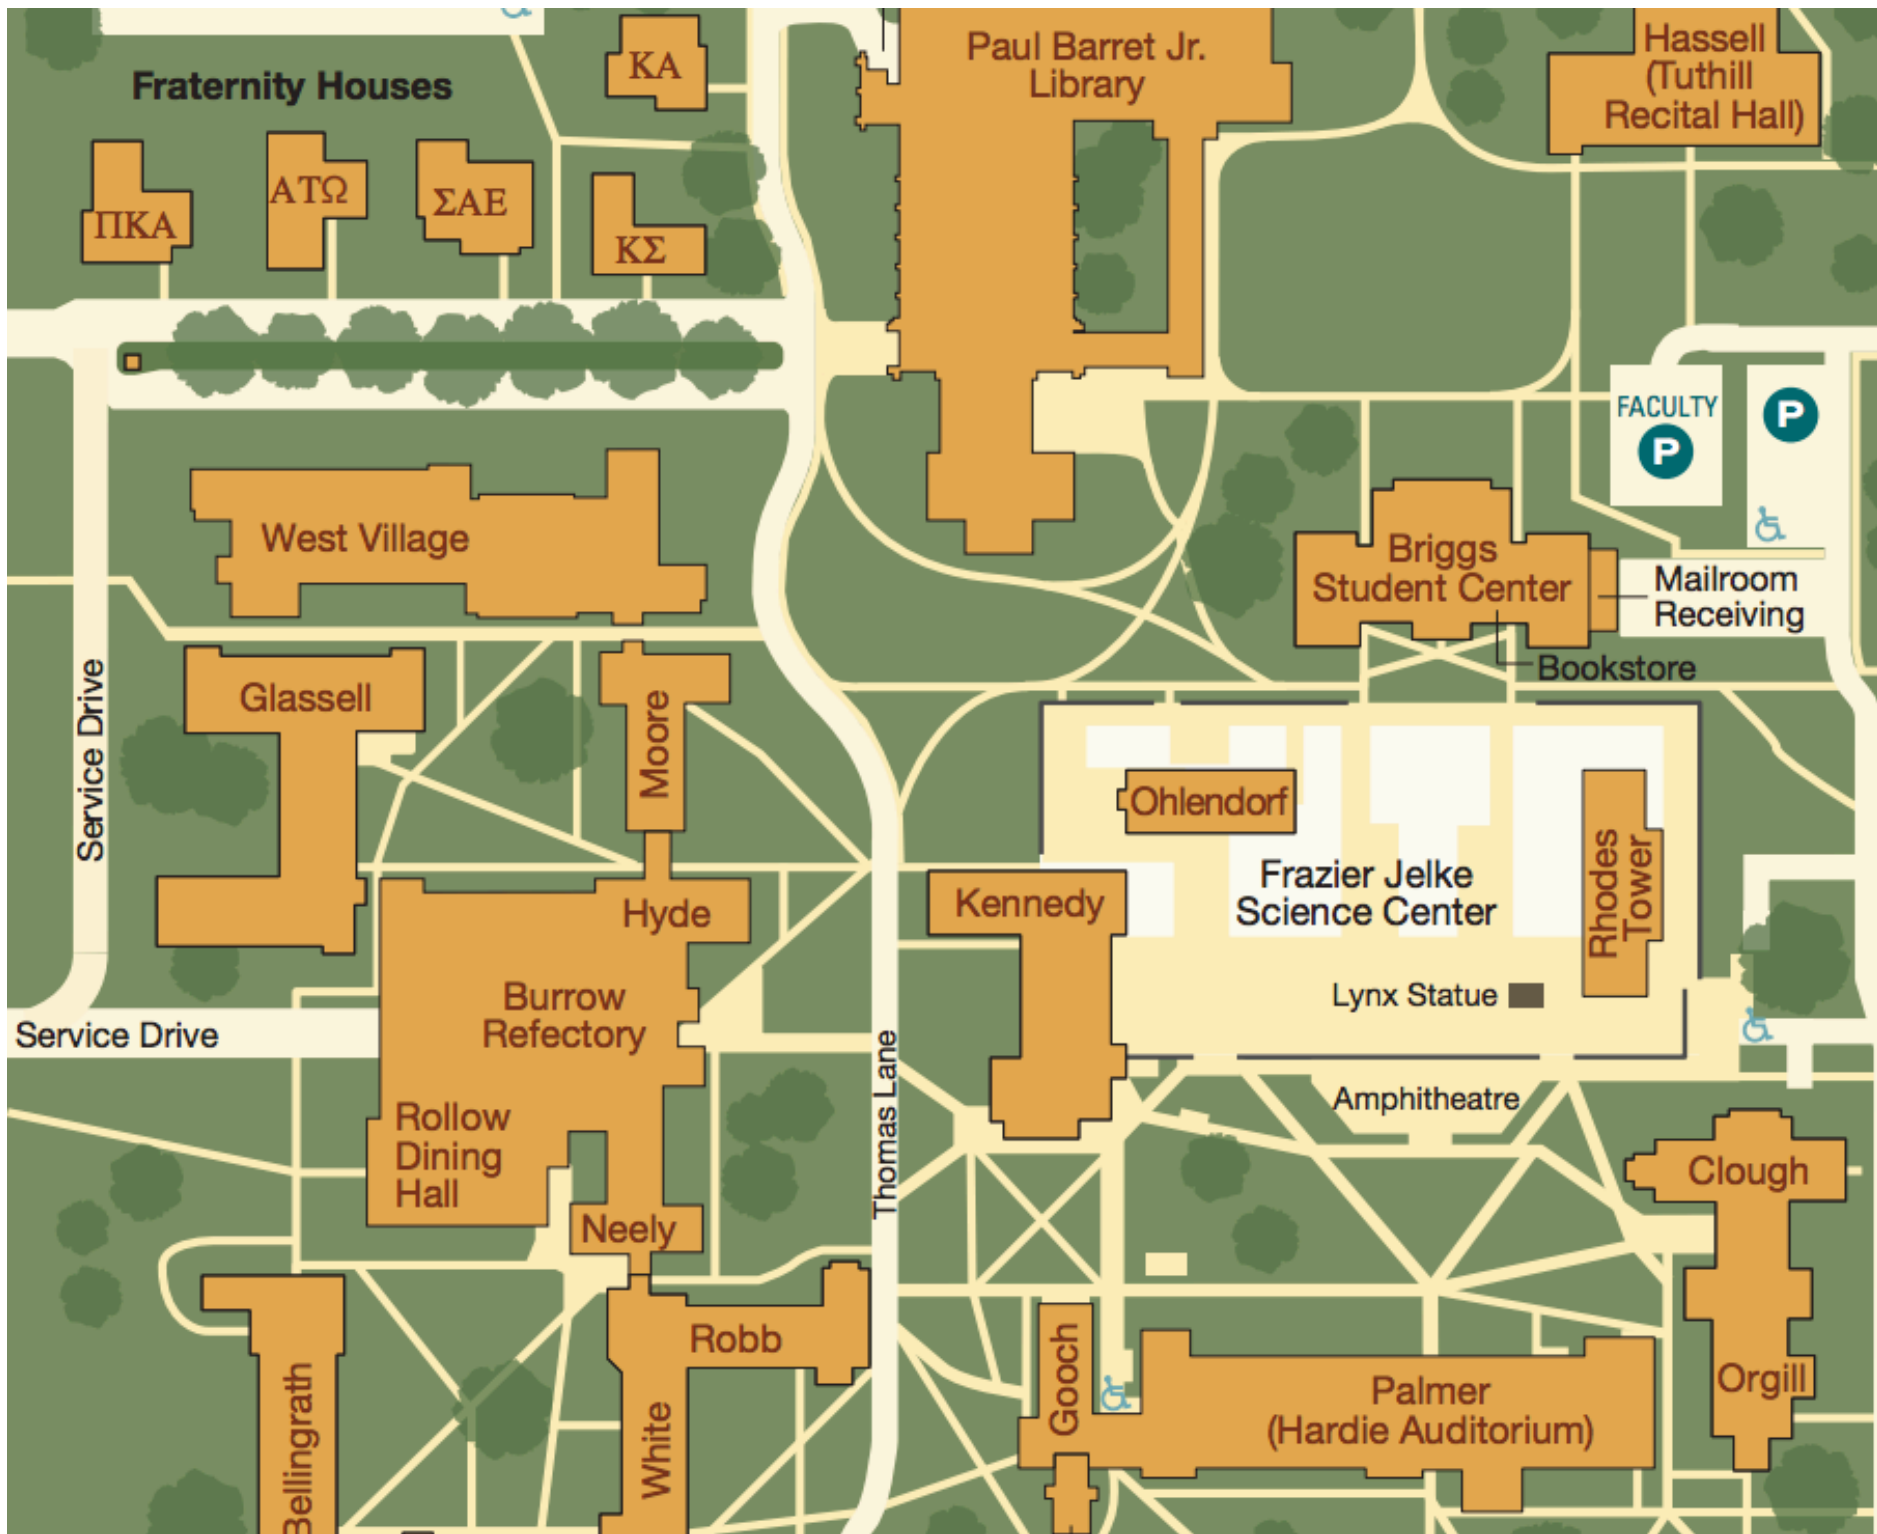 Paul Barret Jr.
Library
Hassell
(Tuthill
Recital Hall)
Fraternity Houses
ΚΑ
ΠΚΑ
ΑΤΩ
ΣΑΕ
ΚΣ
FACULTY
P
P
West Village
Briggs
Student Center
Mailroom
Receiving
Bookstore
Service Drive
Glassell
Moore
Ohlendorf
Rhodes
Tower
Frazier Jelke
Science Center
Kennedy
Hyde
Lynx Statue
Burrow
Refectory
Service Drive
Thomas Lane
Amphitheatre
Rollow
Dining
Hall
Clough
Neely
Robb
Gooch
Palmer
(Hardie Auditorium)
Orgill
Bellingrath
White